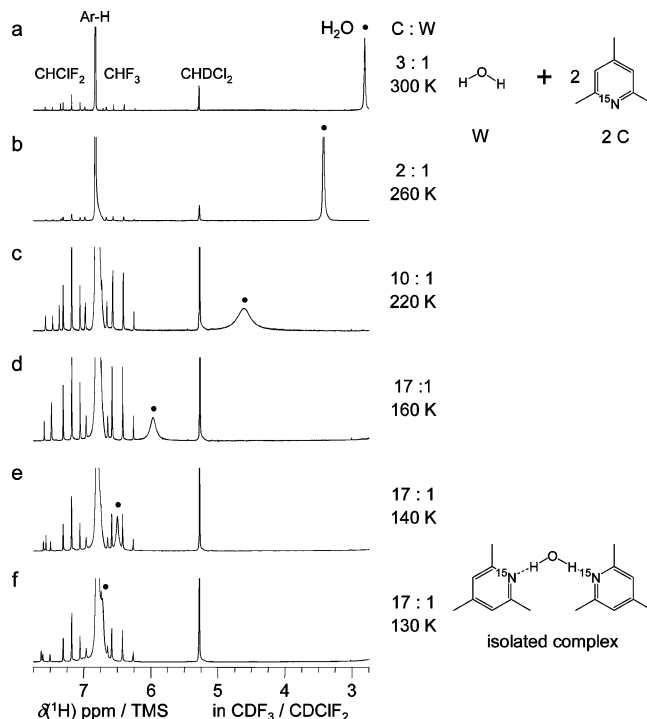 a
Ar-H
CHClF₂
CHF₃
CHDCl₂
H₂O •
C : W
3 : 1
300 K
H O H
+ 2
15N
W
2 C
b
•
2 : 1
260 K
c
•
10 : 1
220 K
d
•
17 :1
160 K
e
•
17 : 1
140 K
f
•
17 : 1
130 K
15N H O H 15N
isolated complex
7 6 5 4 3
δ(¹H) ppm / TMS in CDF₃ / CDClF₂